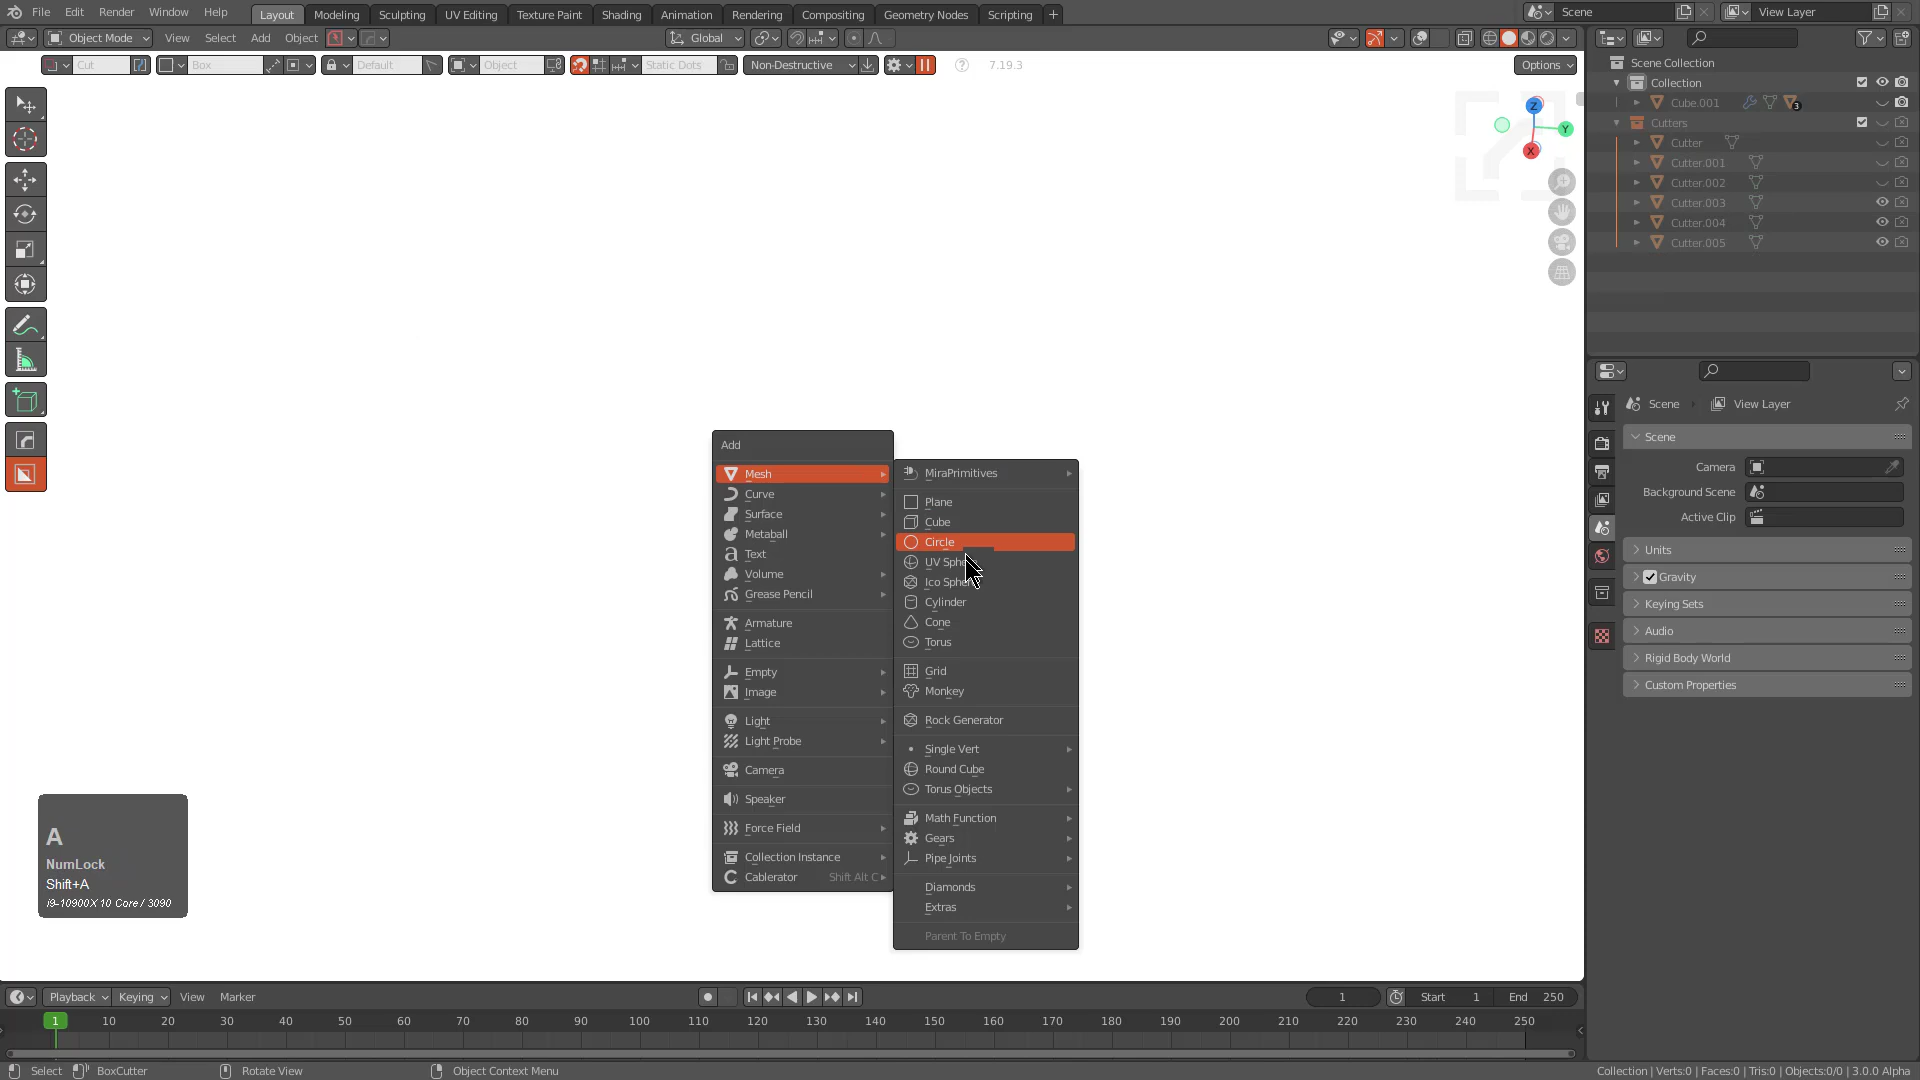 File Edit Render Window Help Layout Modeling Sculpting UV Editing Texture Paint Shading Animation Rendering Compositing Geometry Nodes Scripting + Scene View Layer
Object Mode View Select Add Object Global
Cut Box Default Object Static Dots Non-Destructive 7.19.3 Options
Scene Collection
Collection
Cube.001 3
Cutters
Cutter
Cutter.001
Cutter.002
Cutter.003
Cutter.004
Cutter.005
Z
Y
X
Scene View Layer
Scene
Camera
Background Scene
Active Clip
Units
Gravity
Keying Sets
Audio
Rigid Body World
Custom Properties
Add
Mesh
Curve
Surface
Metaball
Text
Volume
Grease Pencil
Armature
Lattice
Empty
Image
Light
Light Probe
Camera
Speaker
Force Field
Collection Instance
Cablerator Shift Alt C
MiraPrimitives
Plane
Cube
Circle
UV Sphe
Ico Sphe
Cylinder
Cone
Torus
Grid
Monkey
Rock Generator
Single Vert
Round Cube
Torus Objects
Math Function
Gears
Pipe Joints
Diamonds
Extras
Parent To Empty
A
NumLock
Shift+A
i9-10900X 10 Core / 3090
Playback Keying View Marker 1 Start 1 End 250
1 10 20 30 40 50 60 70 80 90 100 110 120 130 140 150 160 170 180 190 200 210 220 230 240 250
Select BoxCutter Rotate View Object Context Menu Collection | Verts:0 | Faces:0 | Tris:0 | Objects:0/0 | 3.0.0 Alpha